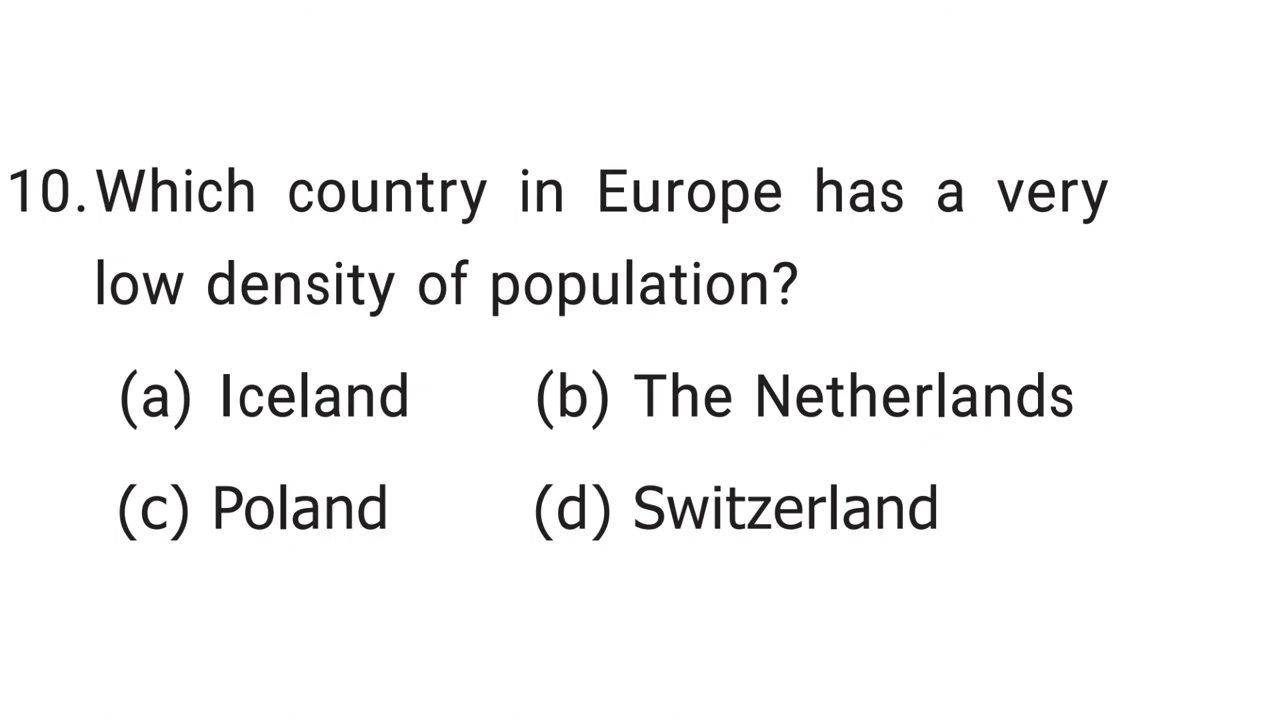 10. Which country in Europe has a very
low density of population?
(a) Iceland (b) The Netherlands
(c) Poland (d) Switzerland